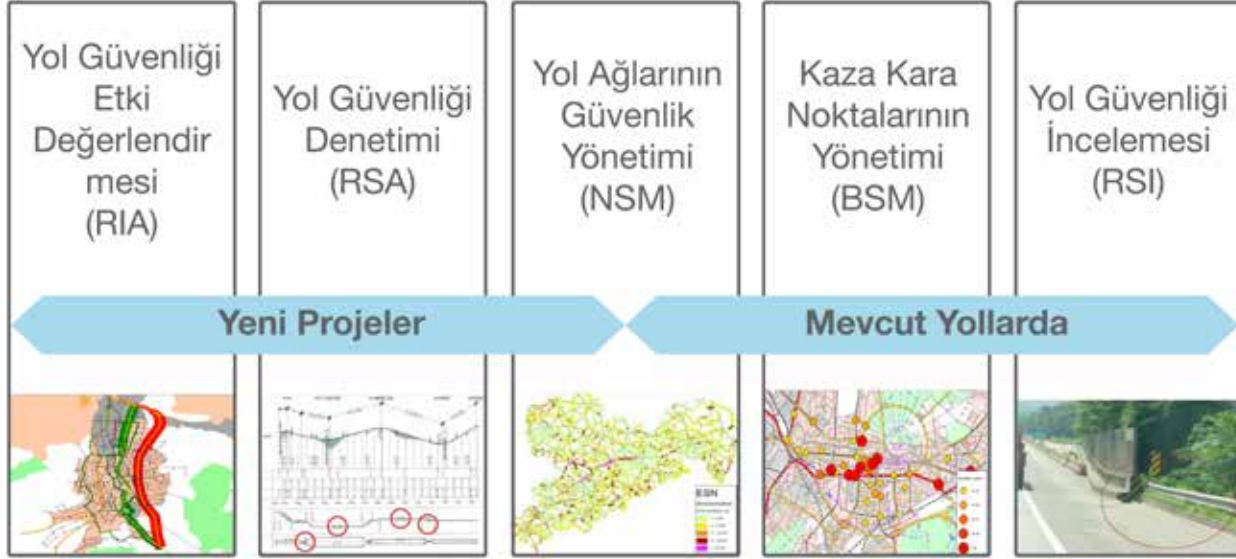 Yol Güvenliği
Etki
Değerlendir
mesi
(RIA)
Yol Güvenliği
Denetimi
(RSA)
Yol Ağlarının
Güvenlik
Yönetimi
(NSM)
Kaza Kara
Noktalarının
Yönetimi
(BSM)
Yol Güvenliği
İncelemesi
(RSI)
Yeni Projeler
Mevcut Yollarda